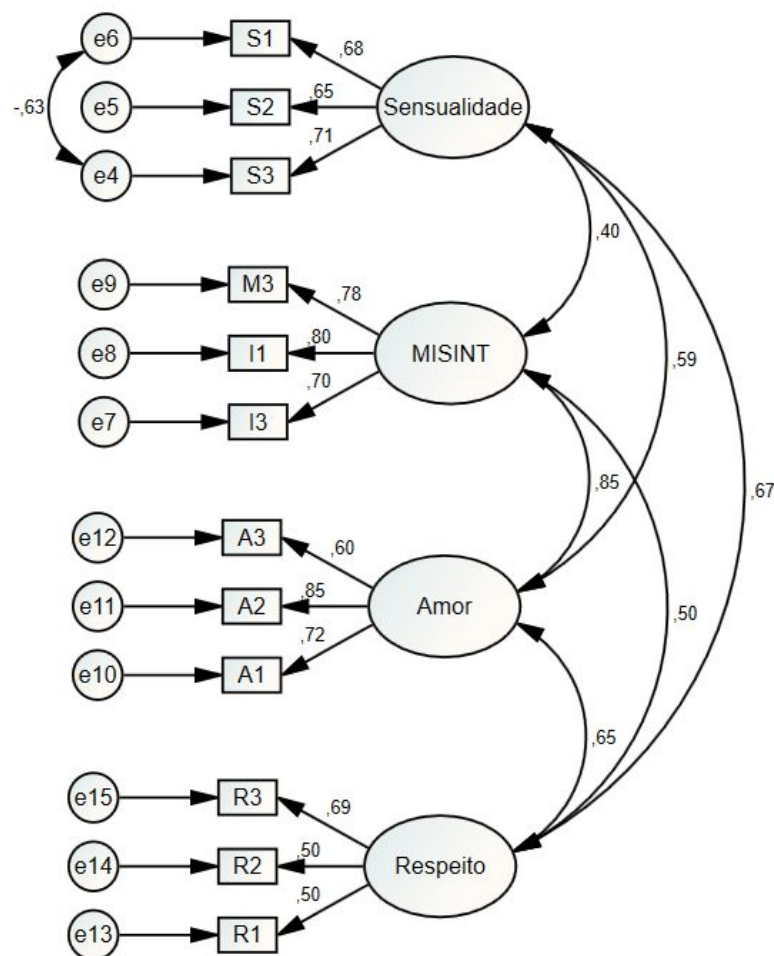 e6
S1
,68
-,63
e5
S2
,65
Sensualidade
e4
S3
,71
,40
e9
M3
,78
e8
I1
,80
MISINT
,59
e7
I3
,70
,85
,67
e12
A3
,60
e11
A2
,85
Amor
,50
e10
A1
,72
,65
e15
R3
,69
e14
R2
,50
Respeito
e13
R1
,50